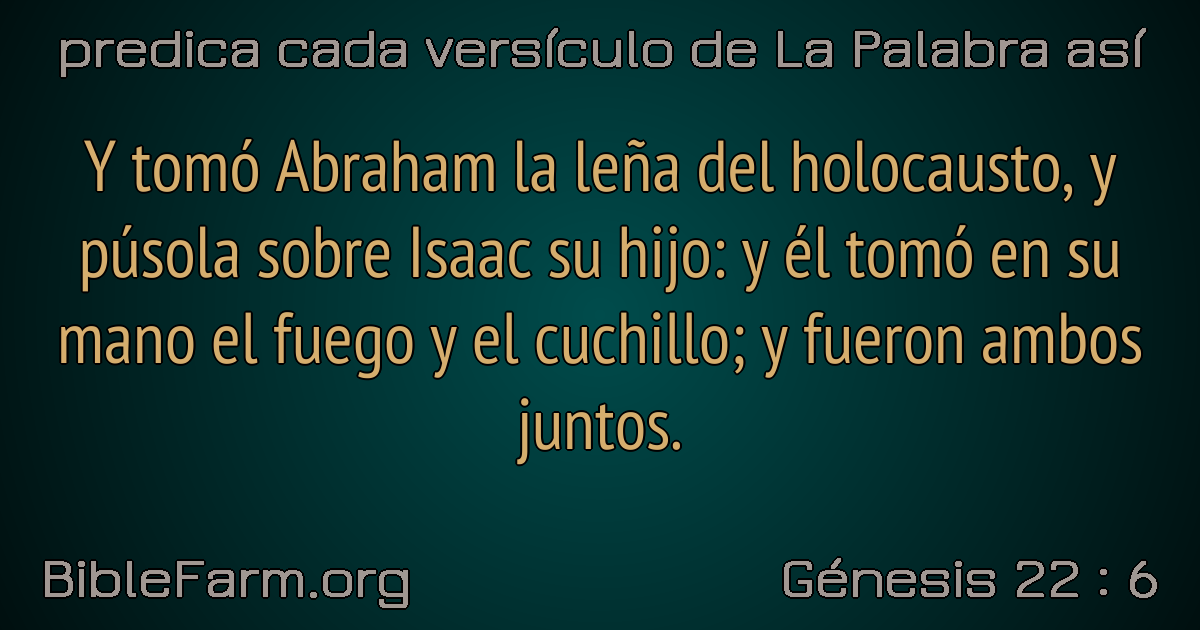 predica cada versículo de La Palabra así
Y tomó Abraham la leña del holocausto, y
púsola sobre Isaac su hijo: y él tomó en su
mano el fuego y el cuchillo; y fueron ambos
juntos.
BibleFarm.org
Génesis 22 : 6